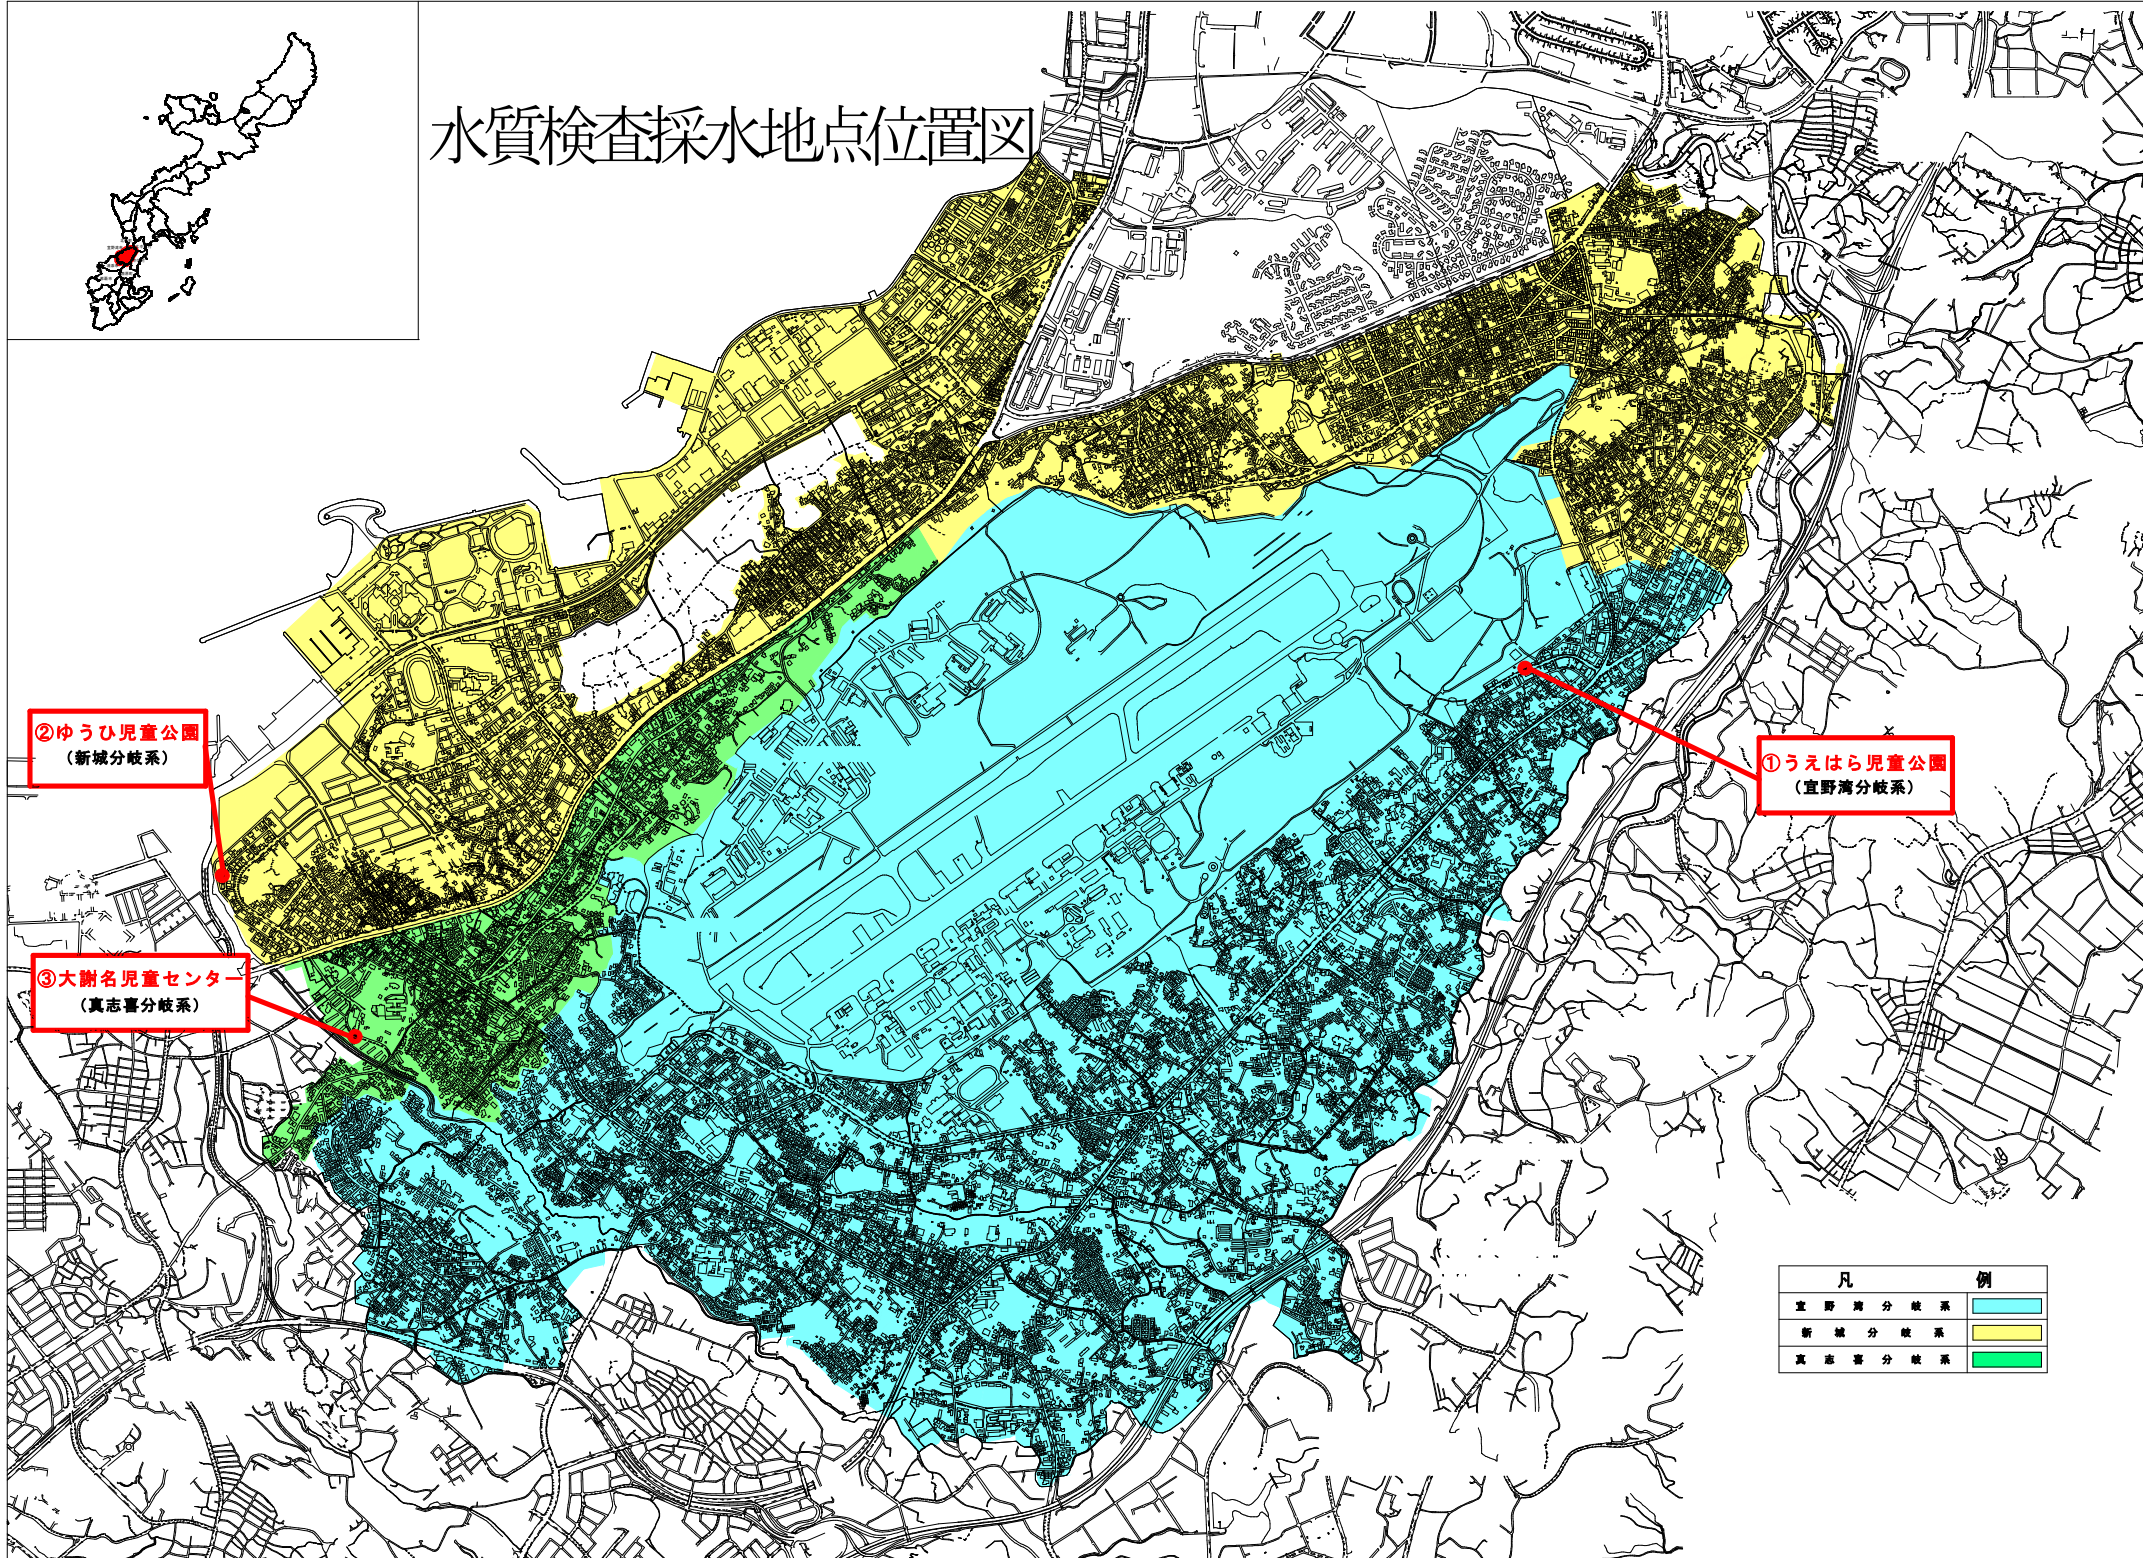 水質検査採水地点位置図
②ゆうひ児童公園
（新城分岐系）
①うえはら児童公園
（宜野湾分岐系）
③大謝名児童センター
（真志喜分岐系）
凡例
宜野湾分岐系
新城分岐系
真志喜分岐系